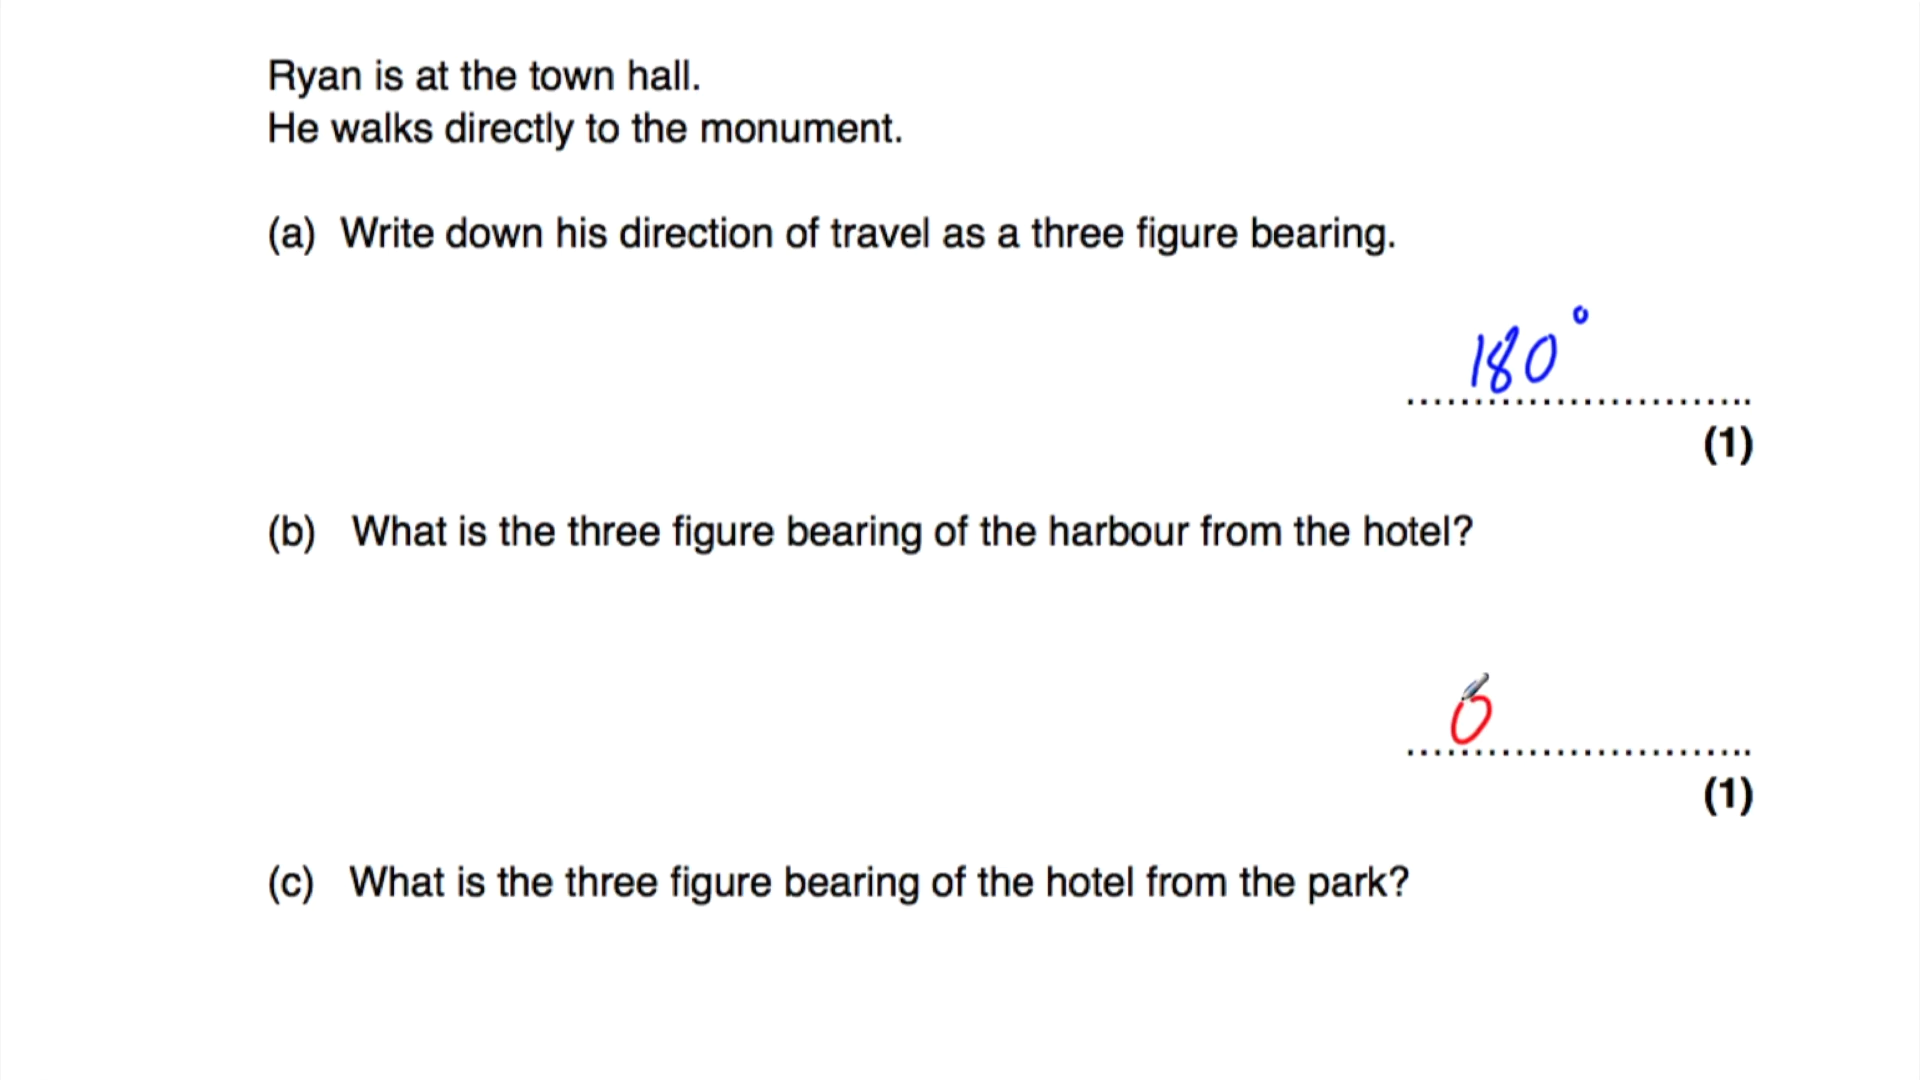 Ryan is at the town hall.
He walks directly to the monument.
(a) Write down his direction of travel as a three figure bearing.
180°
(1)
(b) What is the three figure bearing of the harbour from the hotel?
0
(1)
(c) What is the three figure bearing of the hotel from the park?